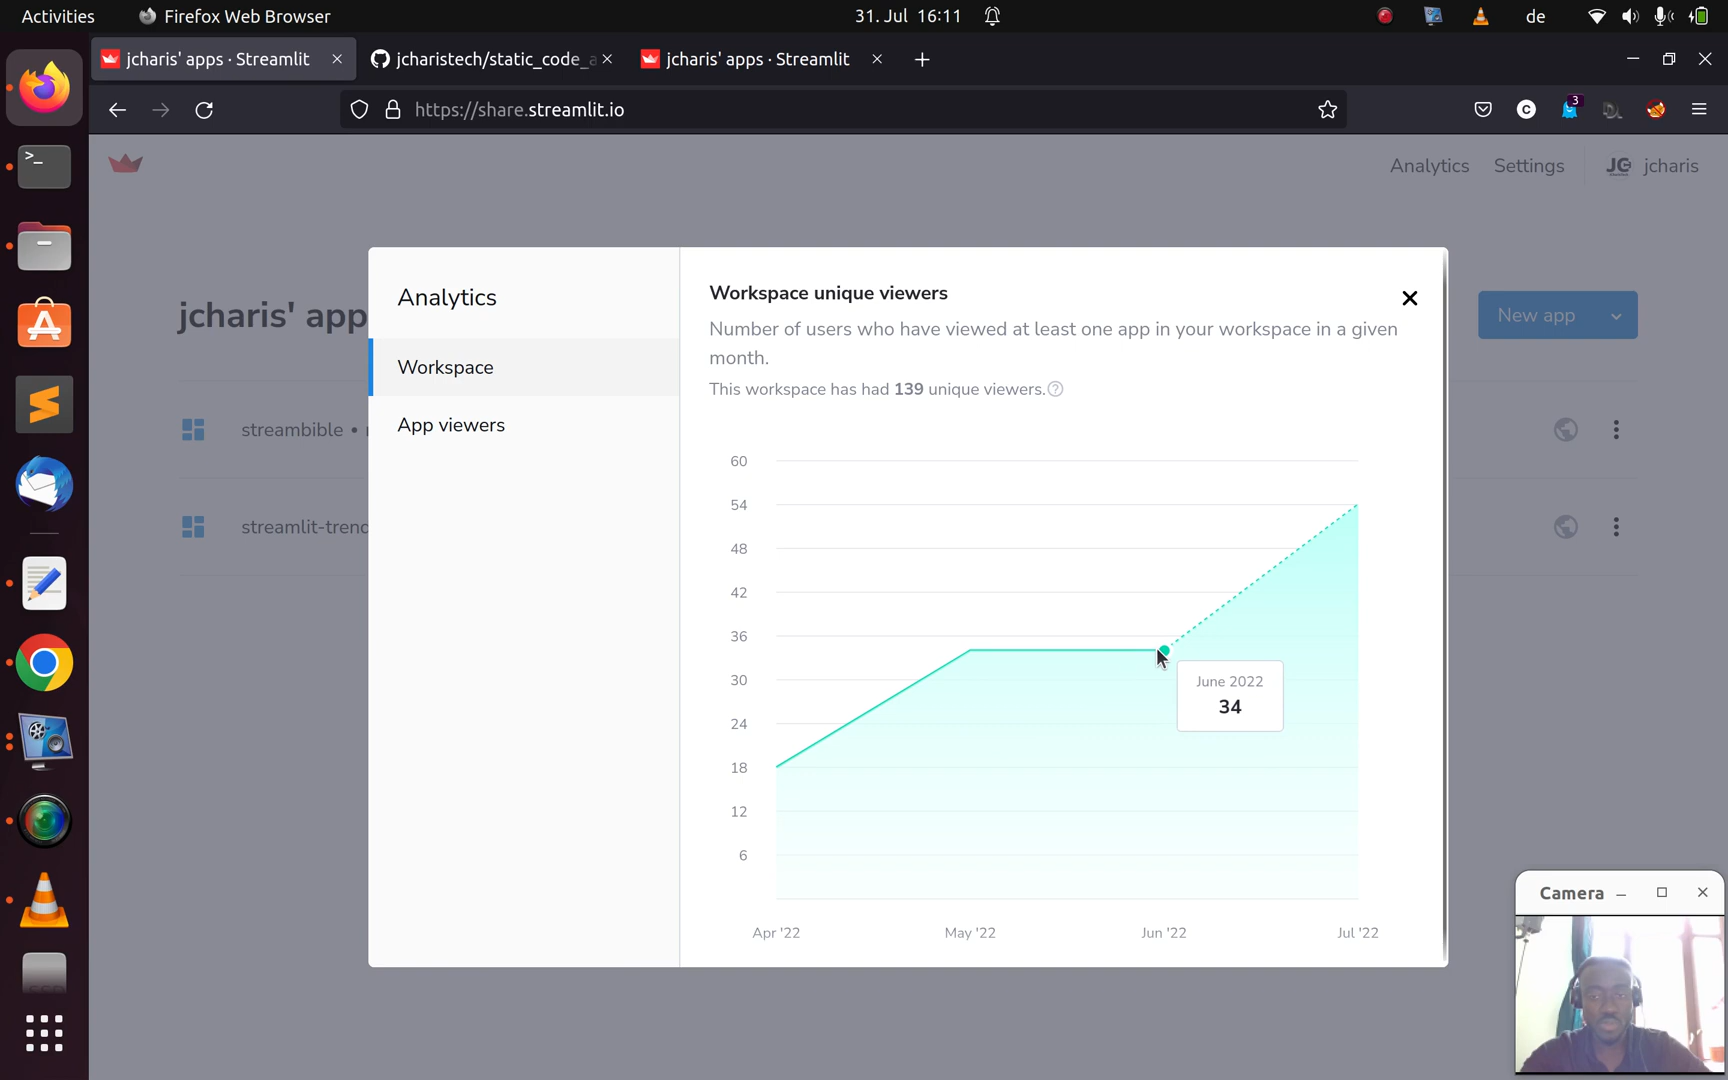 Activities
Firefox Web Browser
31. Jul 16:11
de
jcharis' apps · Streamlit
jcharistech/static_code_a
jcharis' apps · Streamlit
https://share.streamlit.io
3
Analytics
Settings
JC
jcharis
jcharis' app
New app
streambible •
streamlit-trend
Analytics
Workspace
App viewers
Workspace unique viewers
Number of users who have viewed at least one app in your workspace in a given
month.
This workspace has had 139 unique viewers.
60
54
48
42
36
30
24
18
12
6
June 2022
34
Apr '22
May '22
Jun '22
Jul '22
Camera